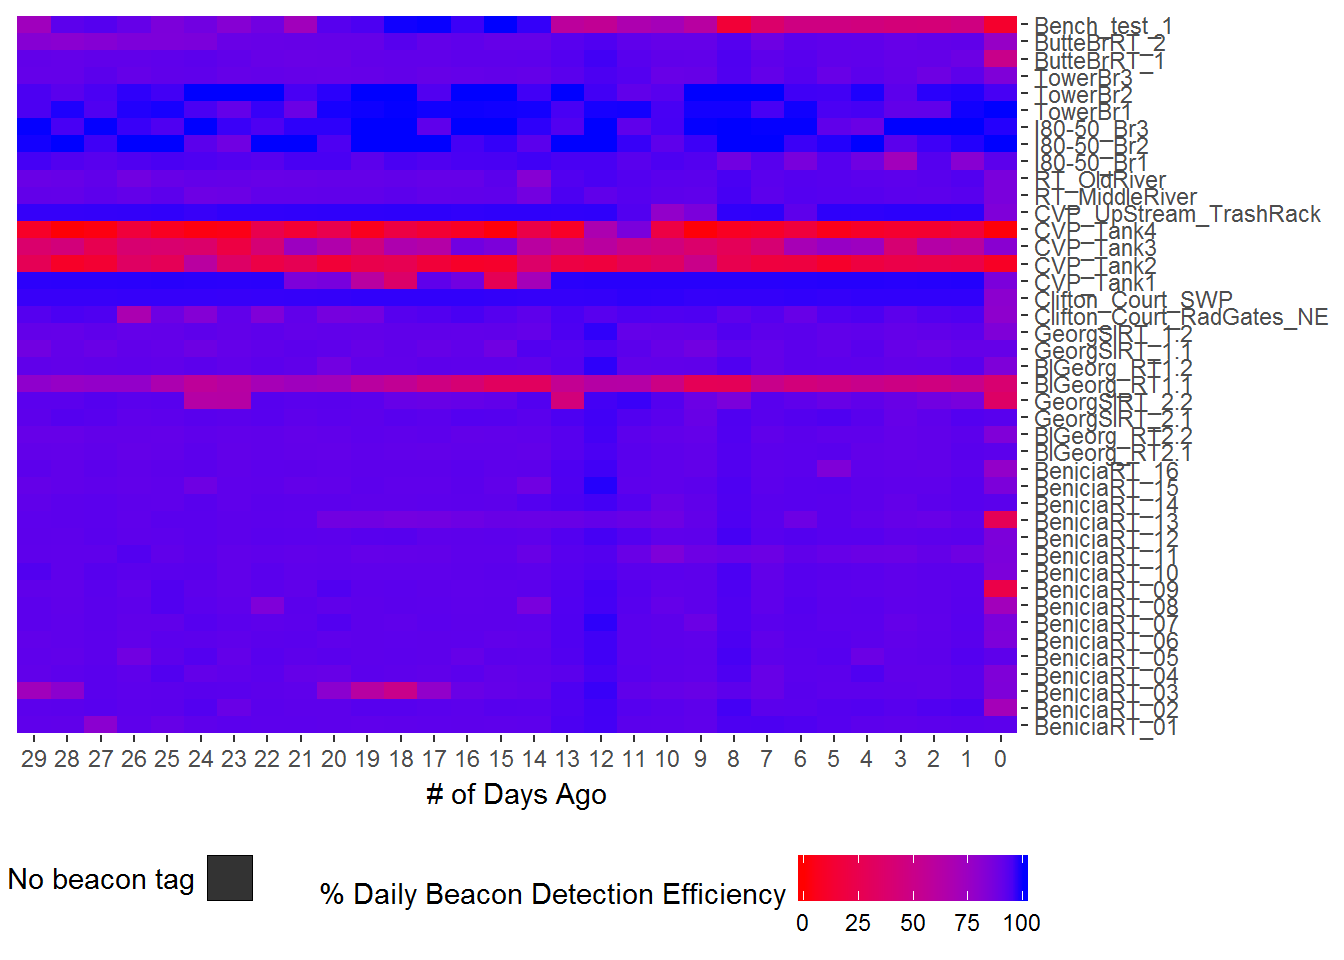 Bench_test_1
ButteBrRT_2
ButteBrRT_1
TowerBr3
TowerBr2
TowerBr1
I80-50_Br3
I80-50_Br2
I80-50_Br1
RT_OldRiver
RT_MiddleRiver
CVP_UpStream_TrashRack
CVP_Tank4
CVP_Tank3
CVP_Tank2
CVP_Tank1
Clifton_Court_SWP
Clifton_Court_RadGates_NE
GeorgSlRT_1.2
GeorgSlRT_1.1
BlGeorg_RT1.2
BlGeorg_RT1.1
GeorgSlRT_2.2
GeorgSlRT_2.1
BlGeorg_RT2.2
BlGeorg_RT2.1
BeniciaRT_16
BeniciaRT_15
BeniciaRT_14
BeniciaRT_13
BeniciaRT_12
BeniciaRT_11
BeniciaRT_10
BeniciaRT_09
BeniciaRT_08
BeniciaRT_07
BeniciaRT_06
BeniciaRT_05
BeniciaRT_04
BeniciaRT_03
BeniciaRT_02
BeniciaRT_01
29 28 27 26 25 24 23 22 21 20 19 18 17 16 15 14 13 12 11 10 9 8 7 6 5 4 3 2 1 0
# of Days Ago
No beacon tag
% Daily Beacon Detection Efficiency
0 25 50 75 100